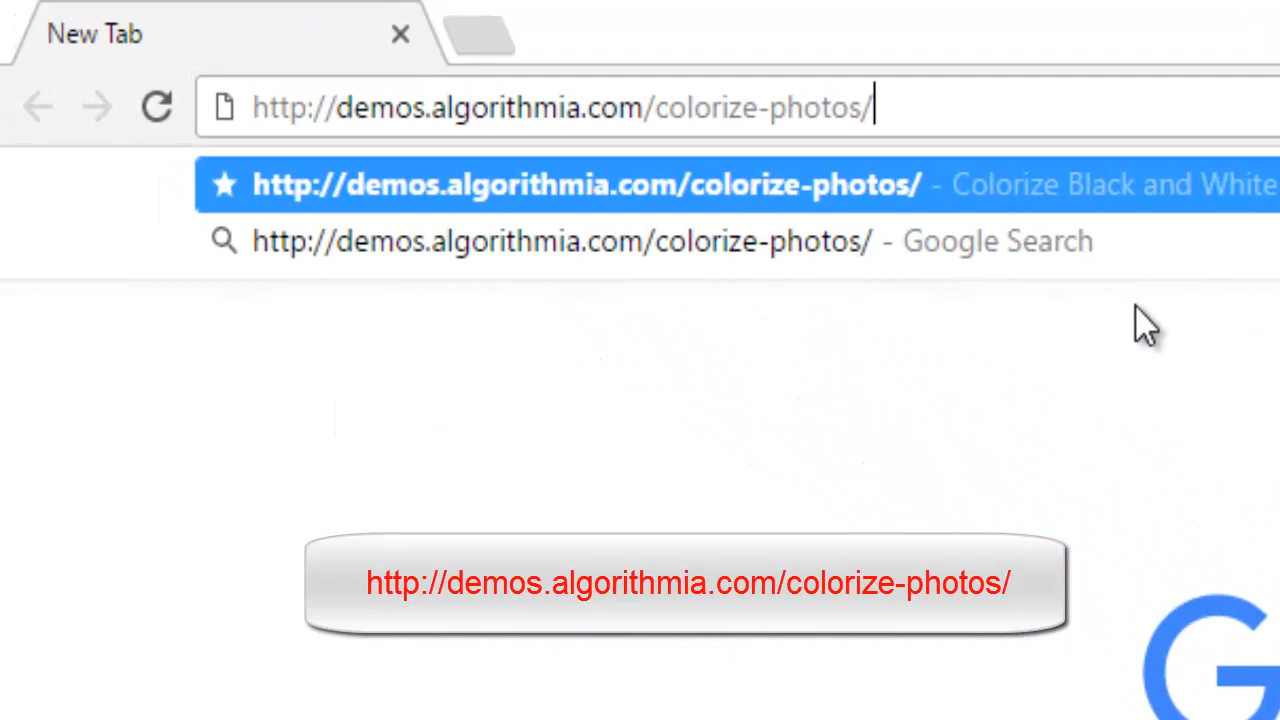 New Tab
http://demos.algorithmia.com/colorize-photos/
http://demos.algorithmia.com/colorize-photos/ - Colorize Black and White
http://demos.algorithmia.com/colorize-photos/ - Google Search
http://demos.algorithmia.com/colorize-photos/
G